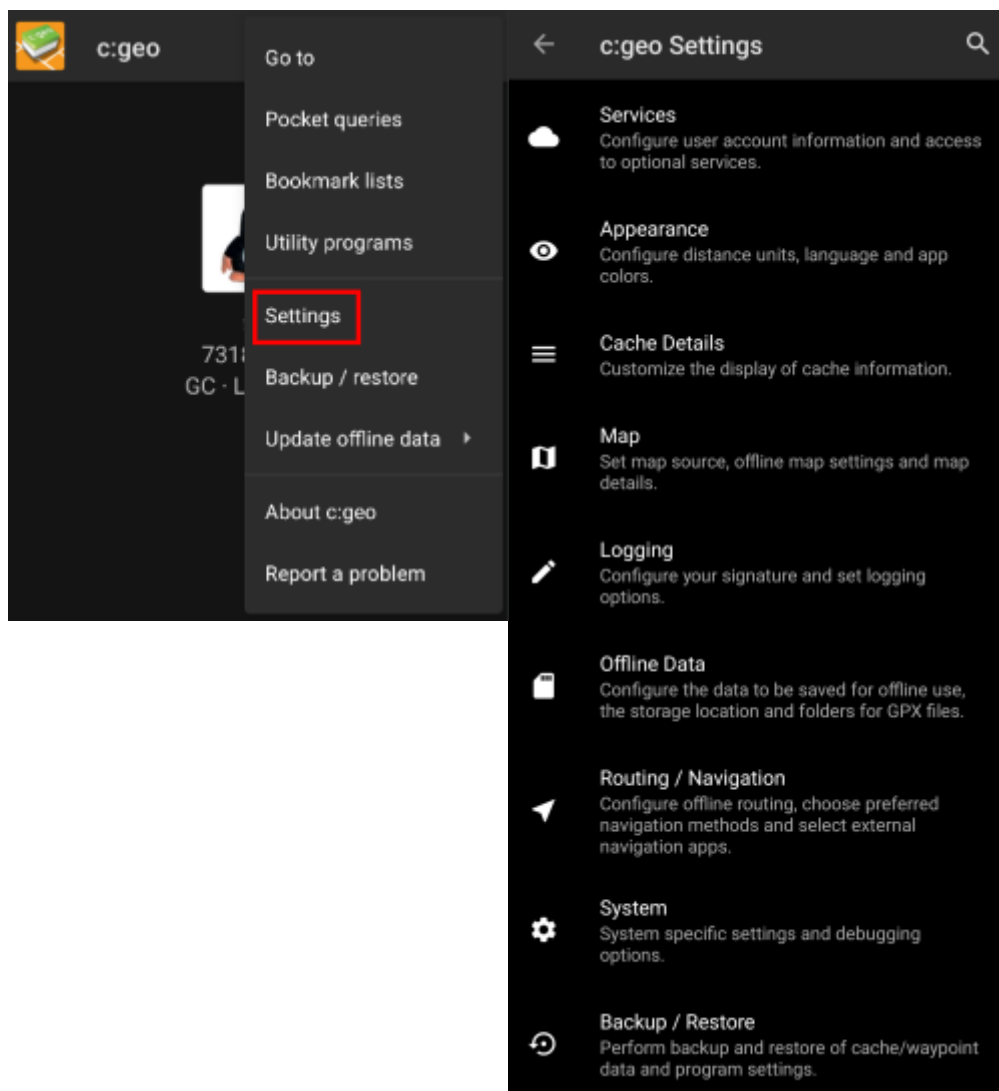 c:geo
Go to
Pocket queries
Bookmark lists
Utility programs
Settings
7318
GC · L
Backup / restore
Update offline data
About c:geo
Report a problem
c:geo Settings
Services
Configure user account information and access
to optional services.
Appearance
Configure distance units, language and app
colors.
Cache Details
Customize the display of cache information.
Map
Set map source, offline map settings and map
details.
Logging
Configure your signature and set logging
options.
Offline Data
Configure the data to be saved for offline use,
the storage location and folders for GPX files.
Routing / Navigation
Configure offline routing, choose preferred
navigation methods and select external
navigation apps.
System
System specific settings and debugging
options.
Backup / Restore
Perform backup and restore of cache/waypoint
data and program settings.